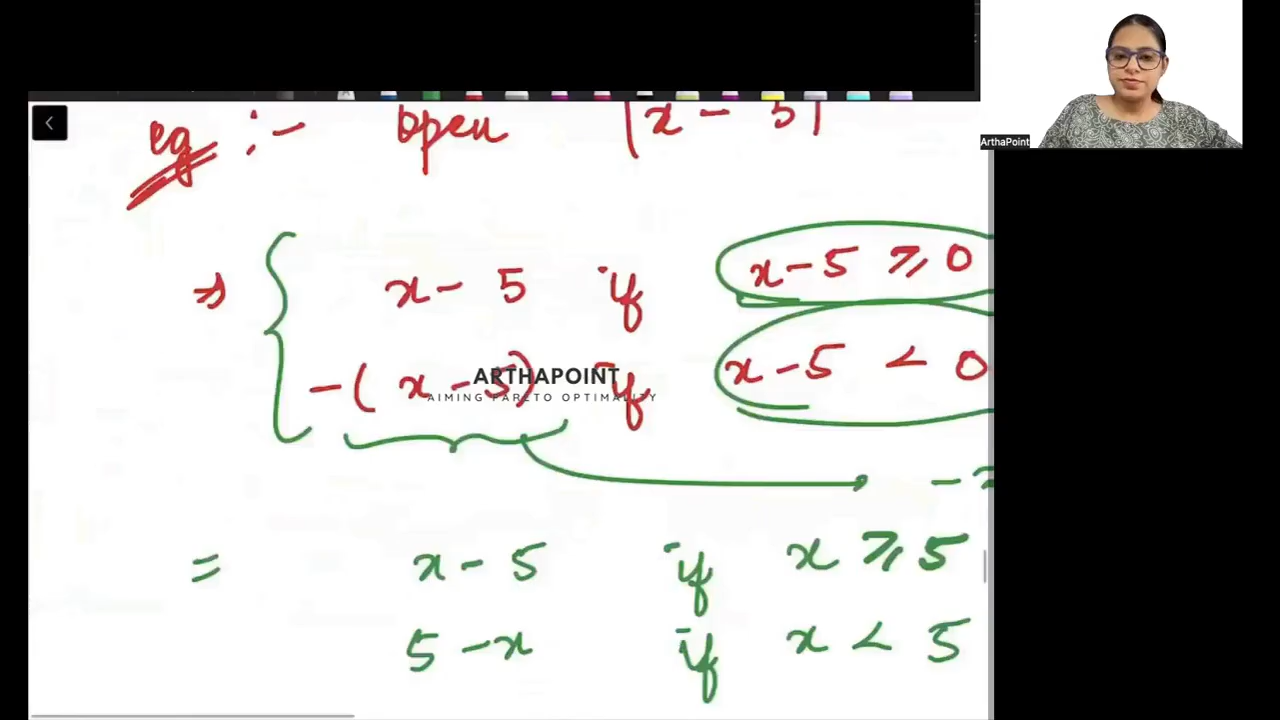 eg :- open |x - 5|
ArthaPoint
→ { x - 5 if x - 5 ≥ 0
-(x - 5) if x - 5 < 0
ARTHAPOINT
AIMING PARETO OPTIMALITY
= x - 5 if x ≥ 5
5 - x if x < 5